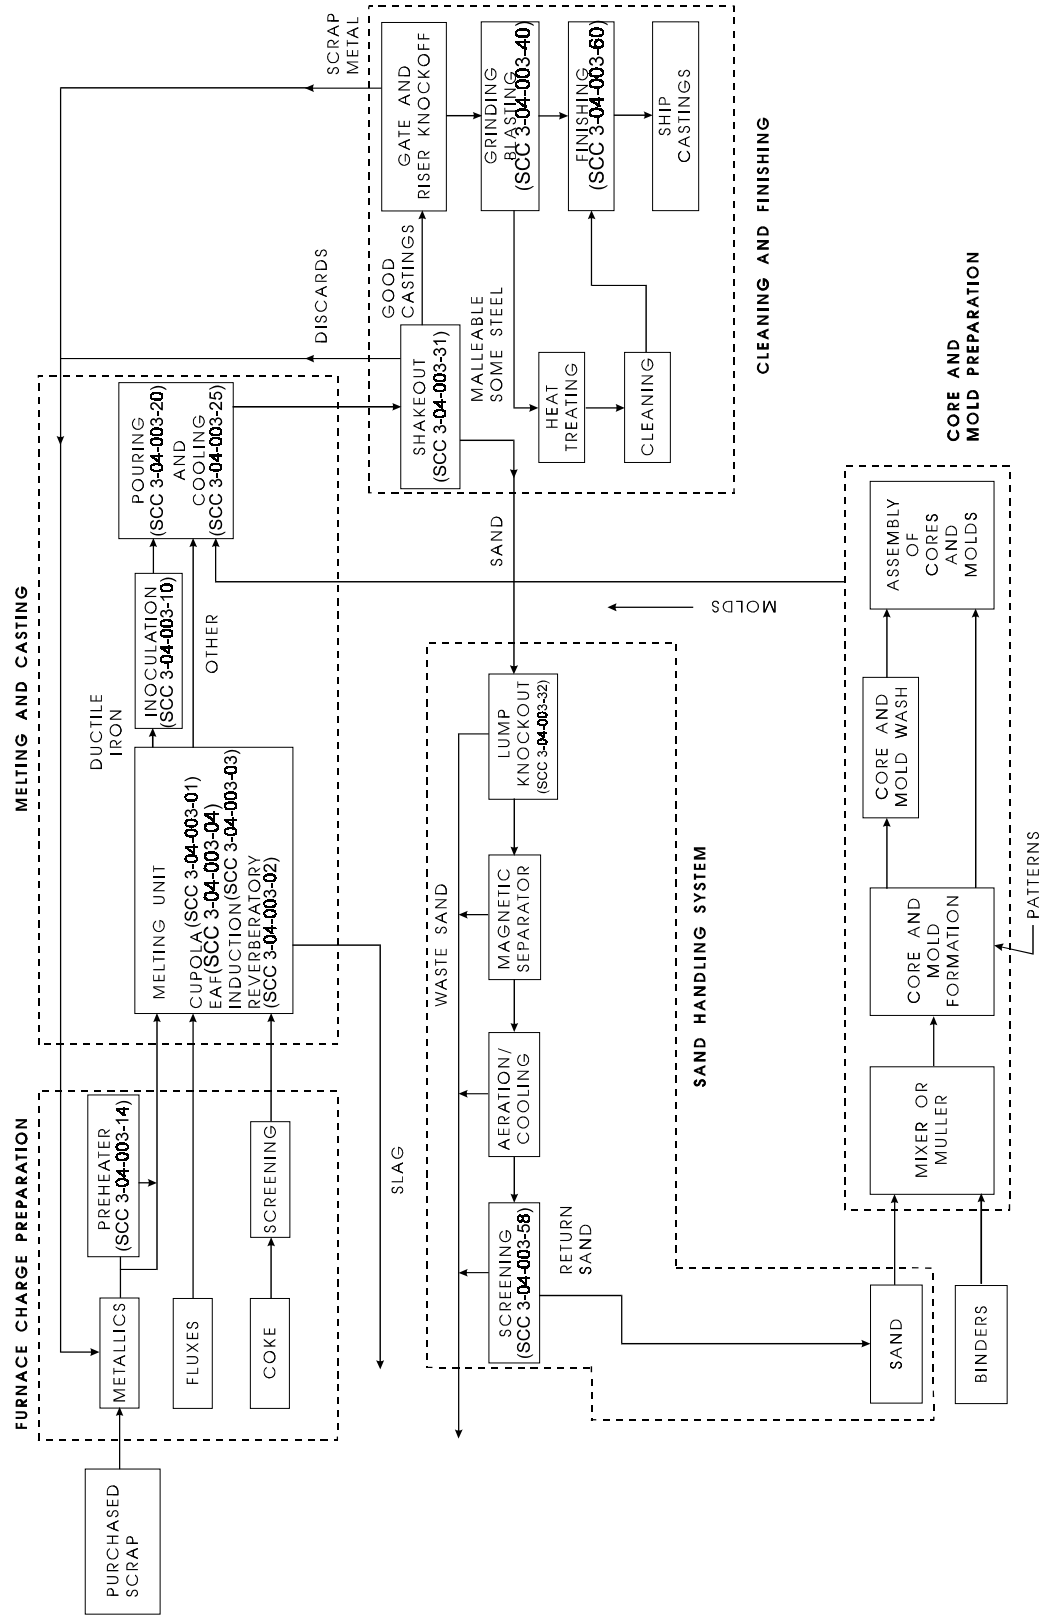 FURNACE CHARGE PREPARATION
PURCHASED
SCRAP
METALLICS
PREHEATER
(SCC 3-04-003-14)
FLUXES
COKE
SCREENING
MELTING AND CASTING
MELTING UNIT
CUPOLA(SCC 3-04-003-01)
EAF(SCC 3-04-003-04)
INDUCTION(SCC 3-04-003-03)
REVERBERATORY
(SCC 3-04-003-02)
DUCTILE
IRON
INOCULATION
(SCC 3-04-003-10)
OTHER
POURING
(SCC 3-04-003-20)
AND
COOLING
(SCC 3-04-003-25)
SLAG
DISCARDS
SCRAP
METAL
SHAKEOUT
(SCC 3-04-003-31)
GOOD
CASTINGS
GATE AND
RISER KNOCKOFF
GRINDING
BLASTING
(SCC 3-04-003-40)
FINISHING
(SCC 3-04-003-60)
SHIP
CASTINGS
MALLEABLE
SOME STEEL
HEAT
TREATING
CLEANING
CLEANING AND FINISHING
SAND
MOLDS
WASTE SAND
LUMP
KNOCKOUT
(SCC 3-04-003-32)
MAGNETIC
SEPARATOR
AERATION/
COOLING
SCREENING
(SCC 3-04-003-58)
RETURN
SAND
SAND HANDLING SYSTEM
SAND
BINDERS
MIXER OR
MULLER
CORE AND
MOLD
FORMATION
PATTERNS
CORE AND
MOLD WASH
ASSEMBLY
OF
CORES
AND
MOLDS
CORE AND
MOLD PREPARATION